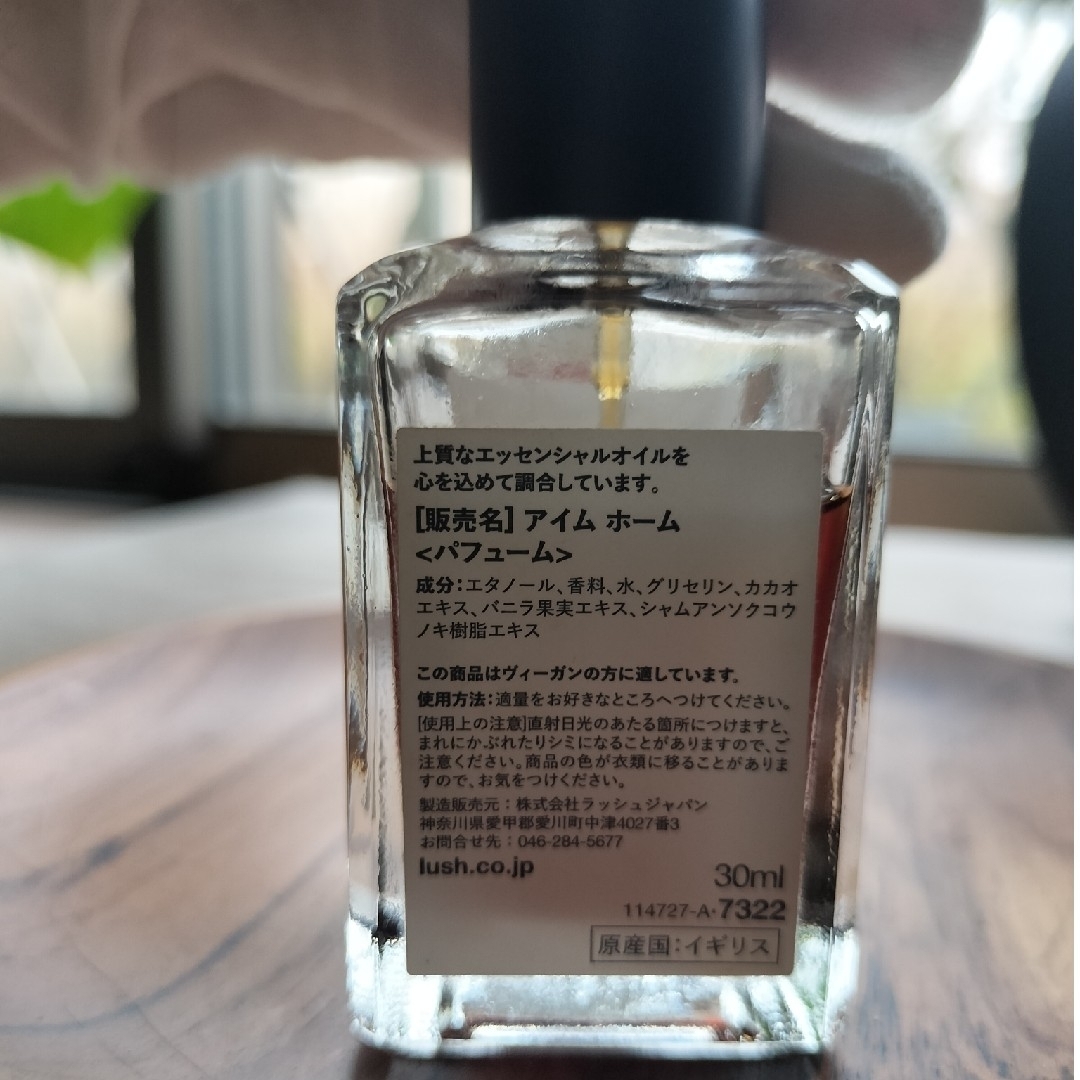 上質なエッセンシャルオイルを
心を込めて調合しています。
[販売名] アイム ホーム
<パフューム>
成分：エタノール、香料、水、グリセリン、カカオ
エキス、バニラ果実エキス、シャムアンソクコウ
ノキ樹脂エキス
この商品はヴィーガンの方に適しています。
使用方法：適量をお好きなところへつけてください。
[使用上の注意]直射日光のあたる箇所につけますと、
まれにかぶれたりシミになることがありますので、ご
注意ください。商品の色が衣類に移ることがありま
すので、お気をつけください。
製造販売元：株式会社ラッシュジャパン
神奈川県愛甲郡愛川町中津4027番3
お問合せ先：046-284-5677
lush.co.jp
30ml
114727-A・7322
原産国：イギリス